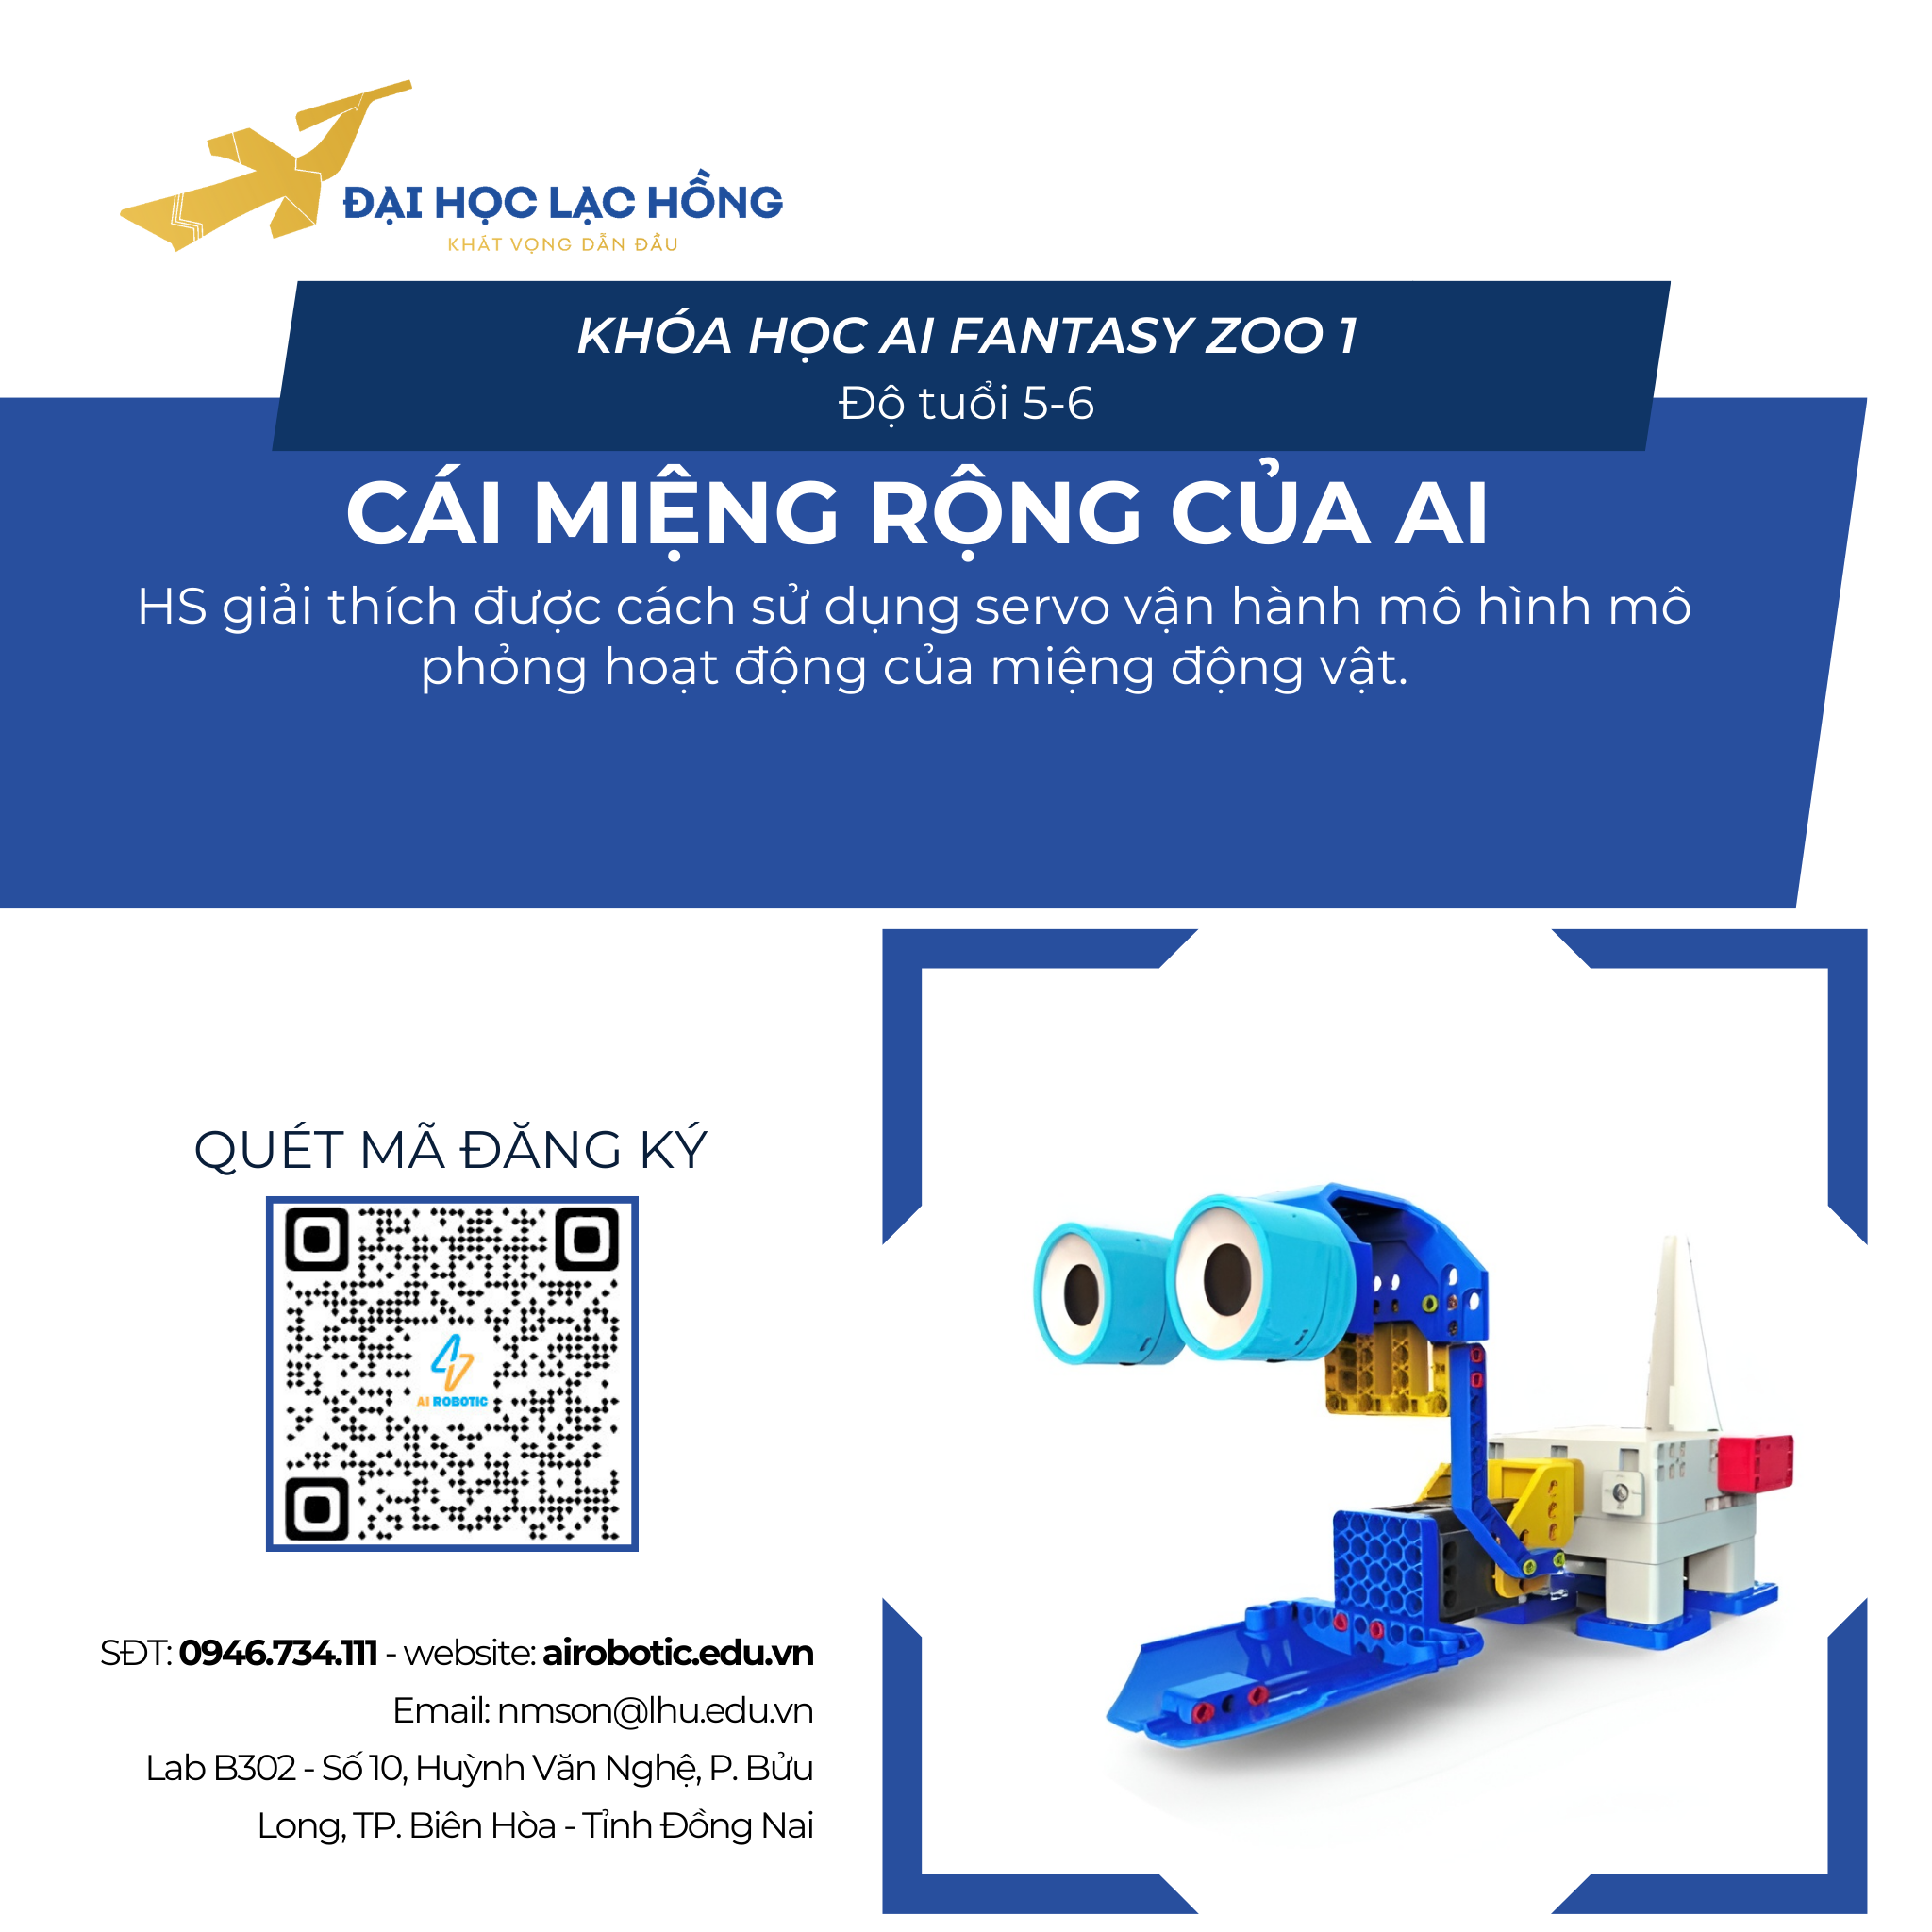 ĐẠI HỌC LẠC HỒNG
KHÁT VỌNG DẪN ĐẦU
KHÓA HỌC AI FANTASY ZOO 1
Độ tuổi 5-6
CÁI MIỆNG RỘNG CỦA AI
HS giải thích được cách sử dụng servo vận hành mô hình mô
phỏng hoạt động của miệng động vật.
QUÉT MÃ ĐĂNG KÝ
AI ROBOTIC
SĐT: 0946.734.111 - website: airobotic.edu.vn
Email: nmson@lhu.edu.vn
Lab B302 - Số 10, Huỳnh Văn Nghệ, P. Bửu
Long, TP. Biên Hòa - Tỉnh Đồng Nai